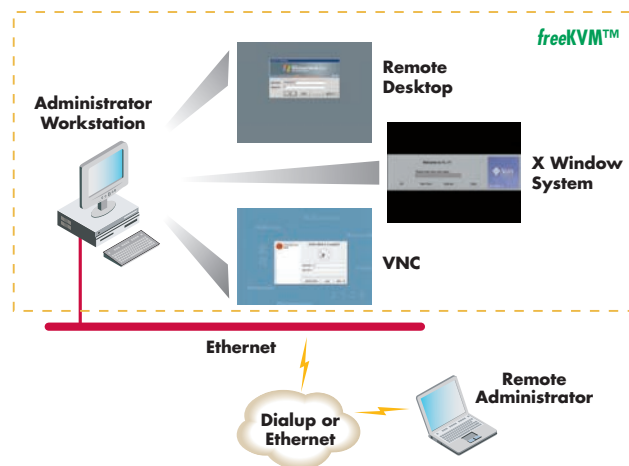 freeKVM™
Remote
Desktop
Administrator
Workstation
X Window
System
VNC
Ethernet
Remote
Administrator
Dialup or
Ethernet